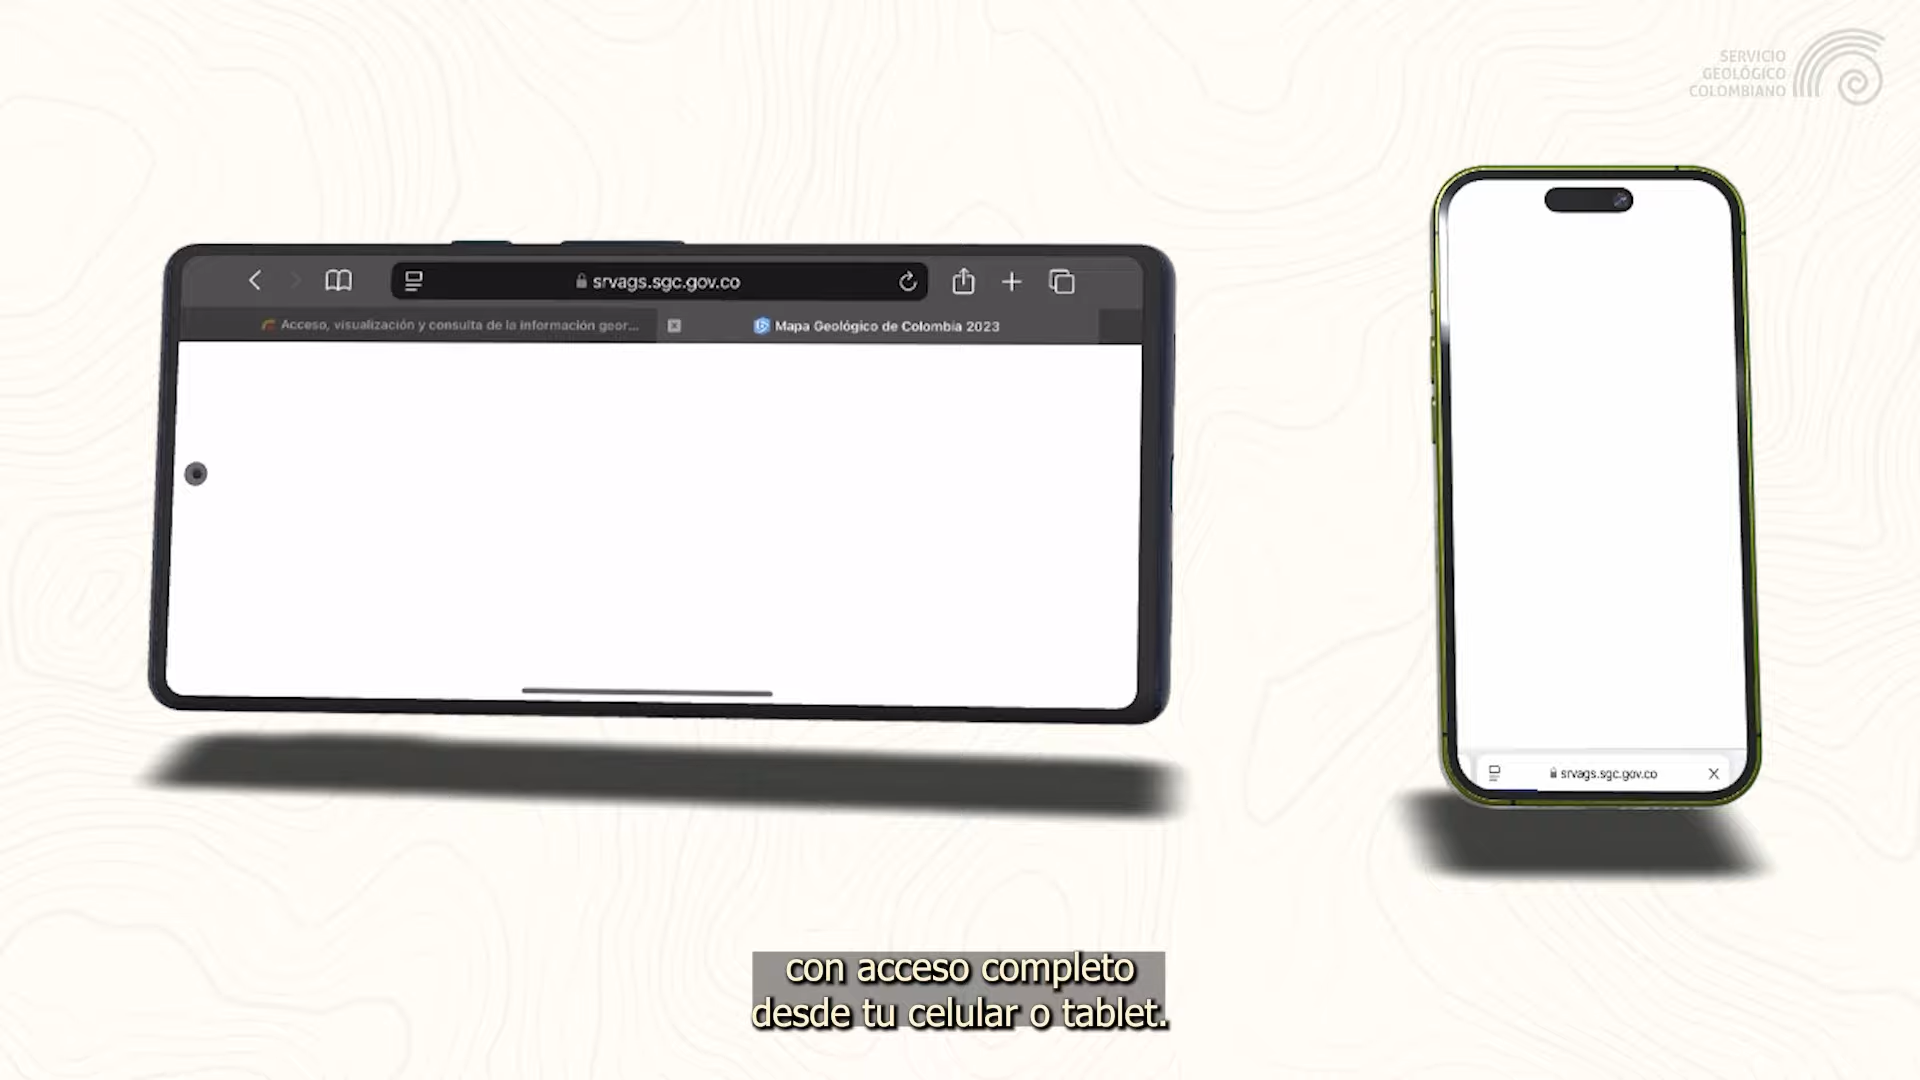 SERVICIO
GEOLÓGICO
COLOMBIANO
srvags.sgc.gov.co
Acceso, visualización y consulta de la información geor...
Mapa Geológico de Colombia 2023
srvags.sgc.gov.co
con acceso completo
desde tu celular o tablet.